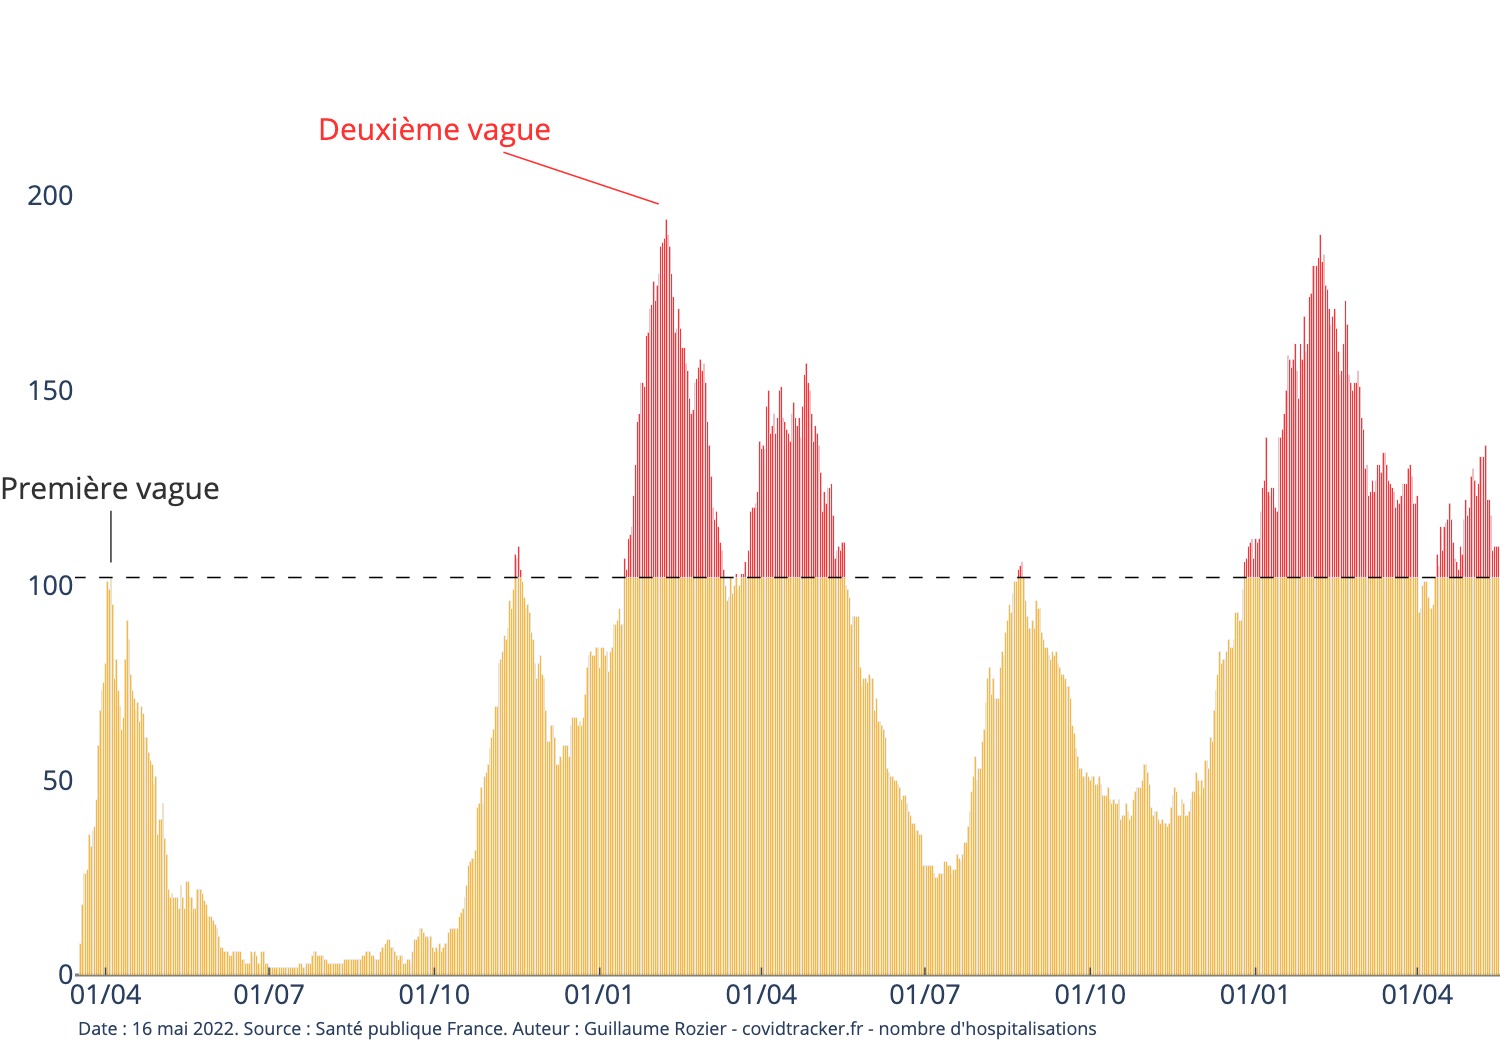 Deuxième vague
200
150
Première vague
100
50
0
01/04 01/07 01/10 01/01 01/04 01/07 01/10 01/01 01/04
Date : 16 mai 2022. Source : Santé publique France. Auteur : Guillaume Rozier - covidtracker.fr - nombre d'hospitalisations